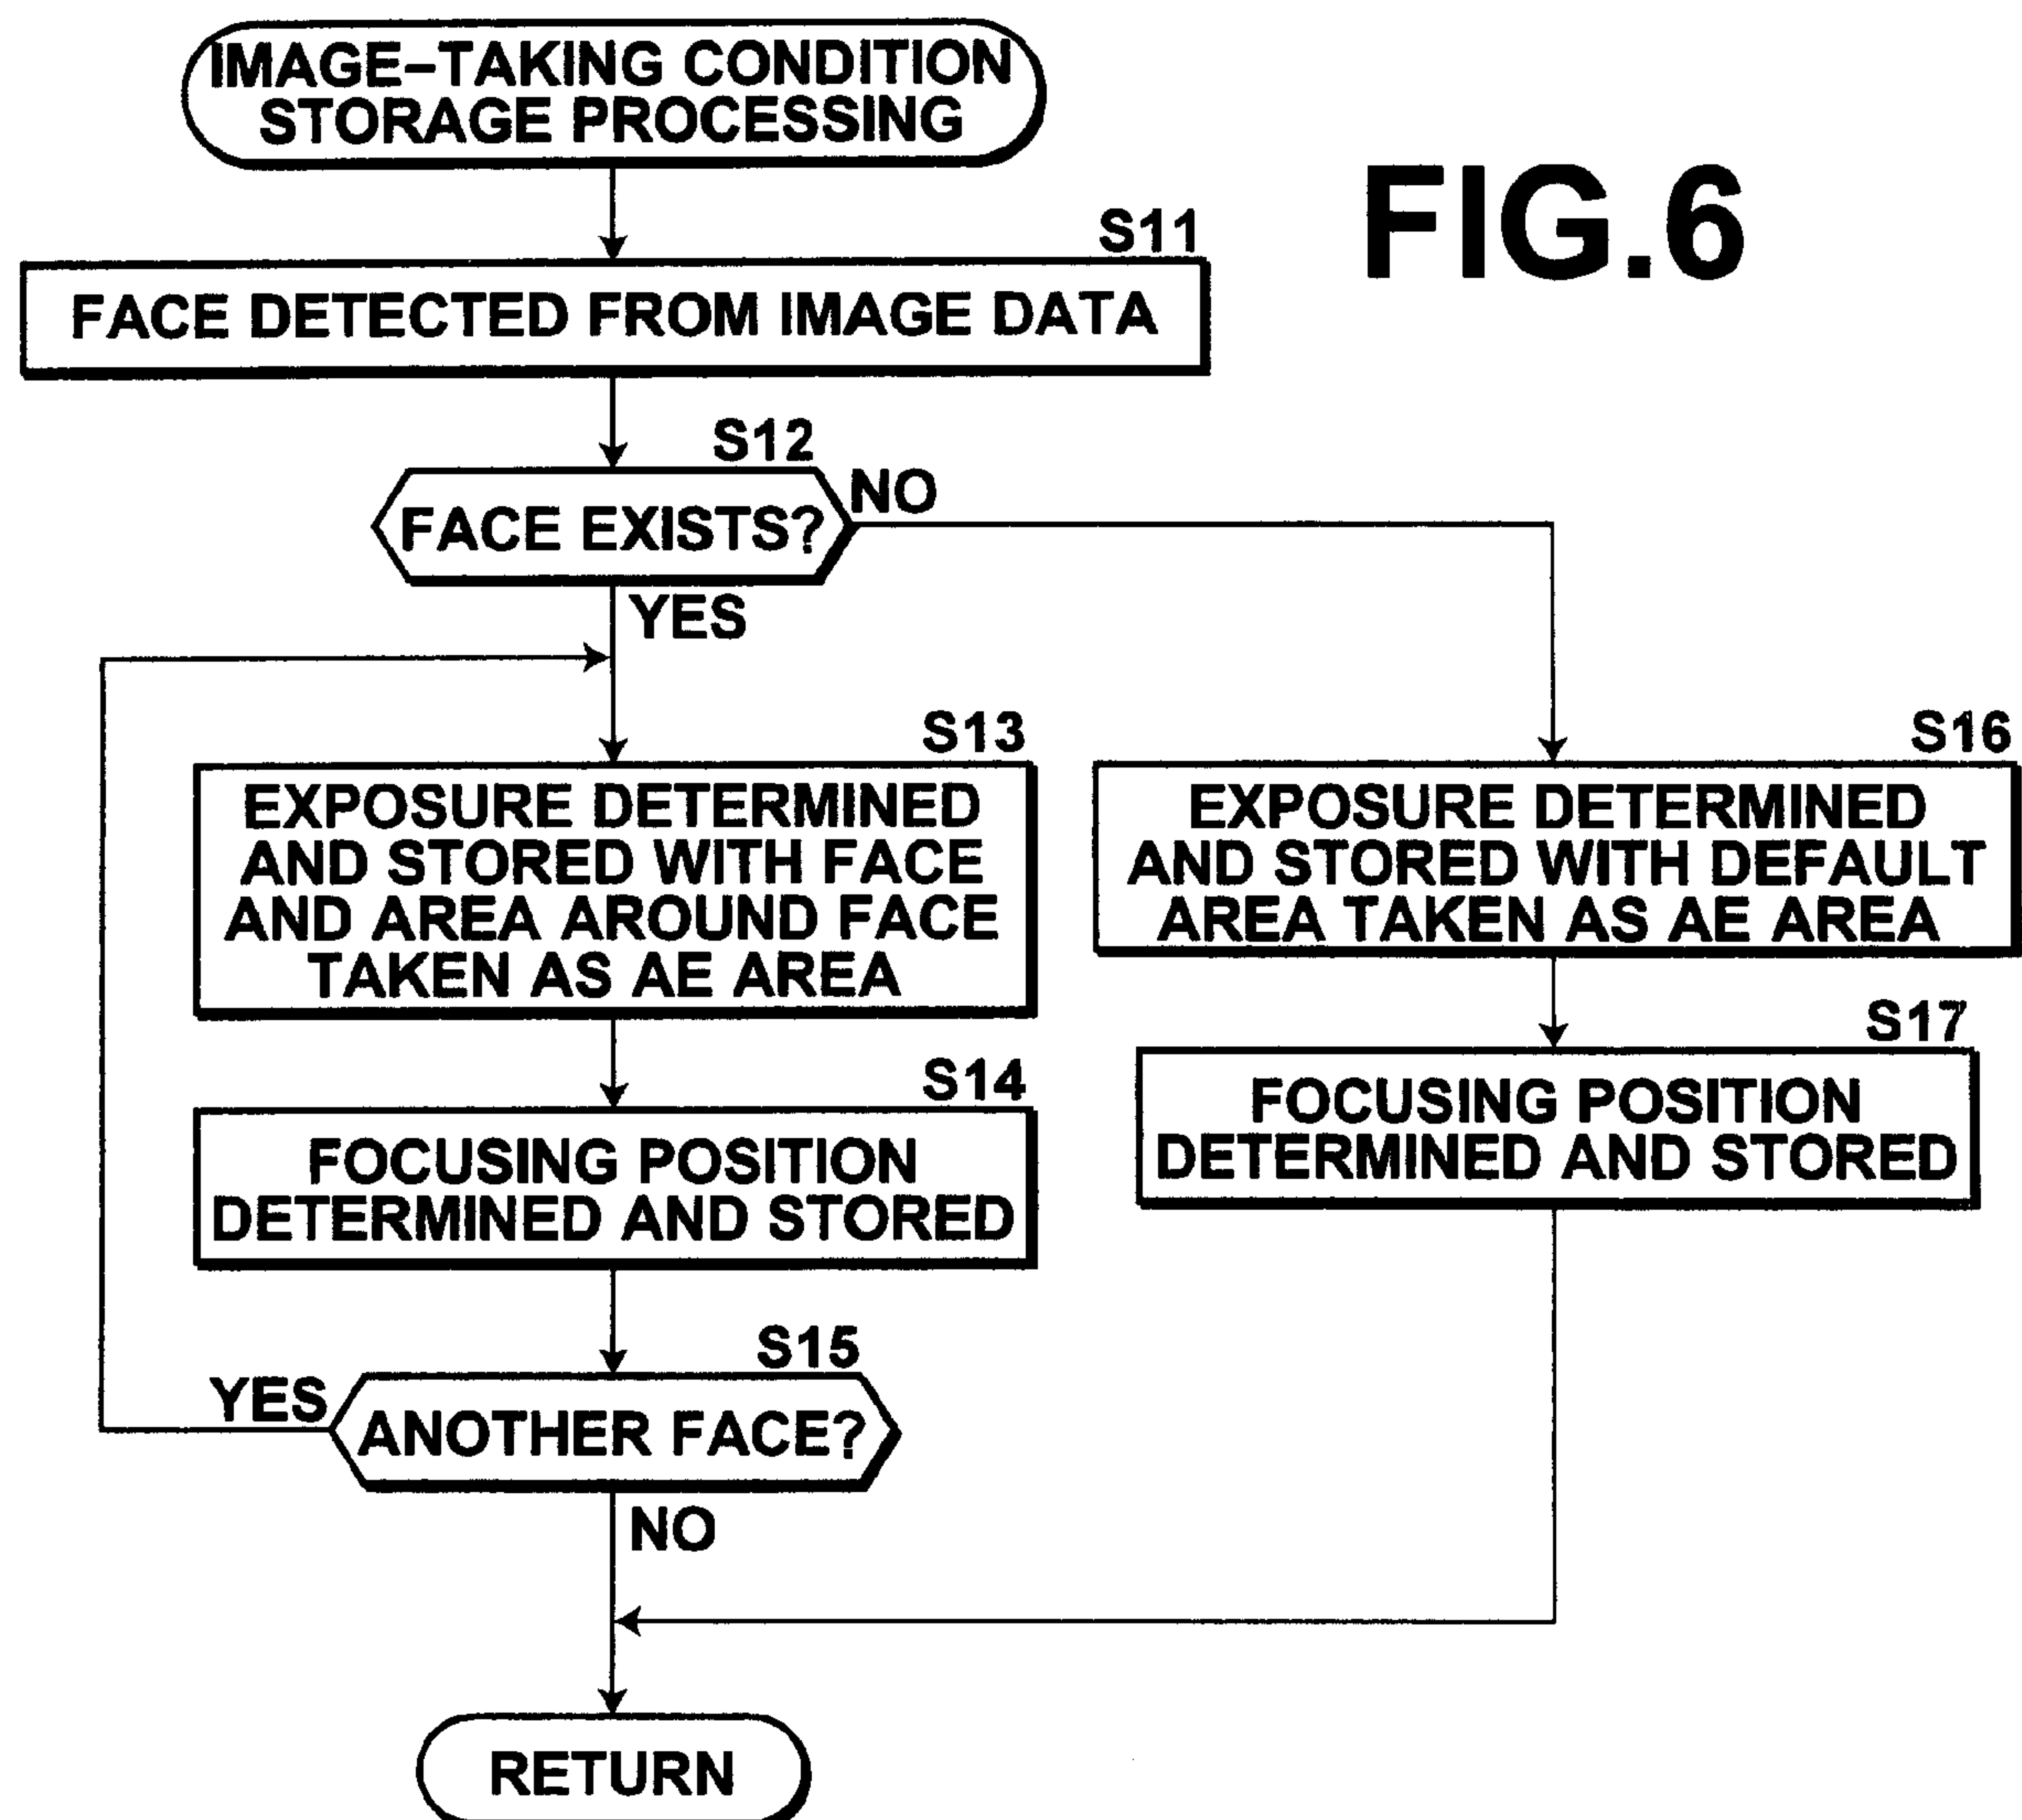 IMAGE-TAKING CONDITION
STORAGE PROCESSING
FIG.6
S11
FACE DETECTED FROM IMAGE DATA
S12
FACE EXISTS?
NO
YES
S13
EXPOSURE DETERMINED
AND STORED WITH FACE
AND AREA AROUND FACE
TAKEN AS AE AREA
S14
FOCUSING POSITION
DETERMINED AND STORED
S15
ANOTHER FACE?
YES
NO
S16
EXPOSURE DETERMINED
AND STORED WITH DEFAULT
AREA TAKEN AS AE AREA
S17
FOCUSING POSITION
DETERMINED AND STORED
RETURN